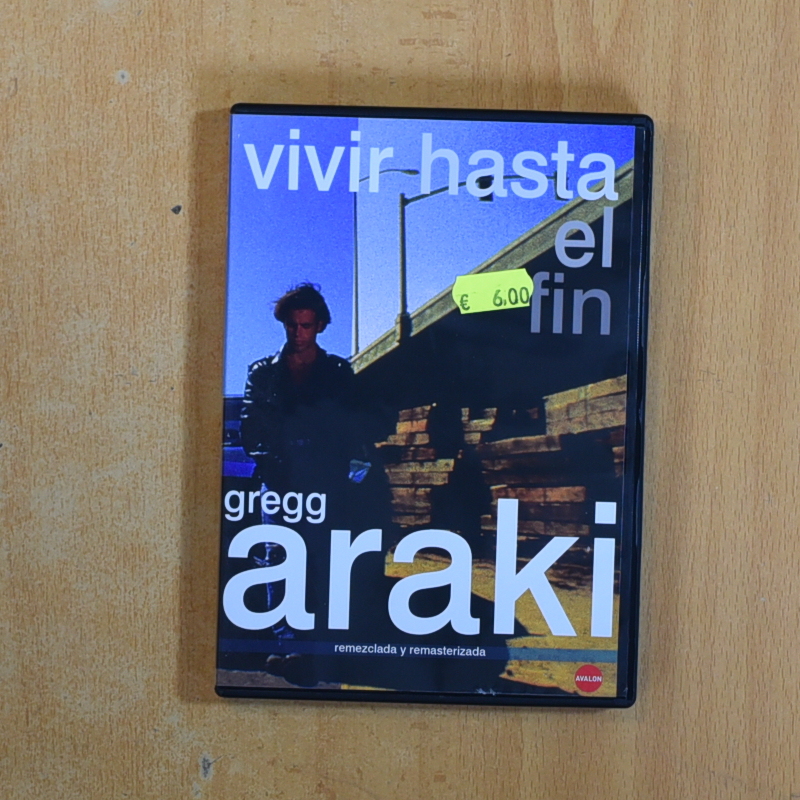 vivir hasta
el
fin
€ 6,00
gregg
araki
remezclada y remasterizada
AVALON